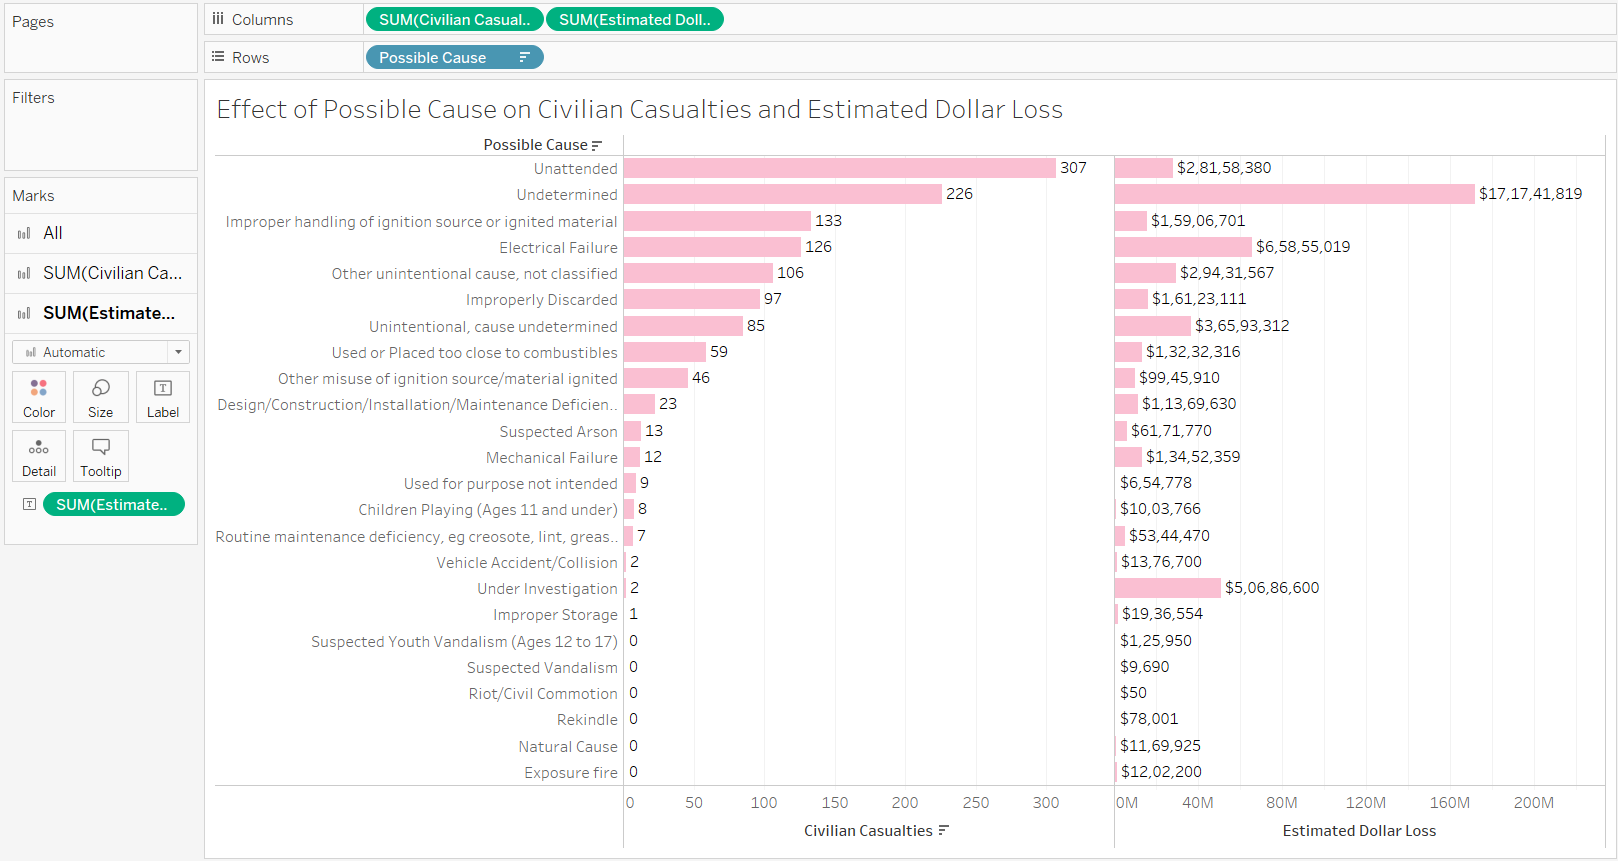 Pages
Columns SUM(Civilian Casual.. SUM(Estimated Doll..
Rows Possible Cause
Filters
Marks
All
SUM(Civilian Ca...
SUM(Estimate...
Automatic
Color Size Label
Detail Tooltip
SUM(Estimate..
Effect of Possible Cause on Civilian Casualties and Estimated Dollar Loss
Possible Cause
Unattended 307 $2,81,58,380
Undetermined 226 $17,17,41,819
Improper handling of ignition source or ignited material 133 $1,59,06,701
Electrical Failure 126 $6,58,55,019
Other unintentional cause, not classified 106 $2,94,31,567
Improperly Discarded 97 $1,61,23,111
Unintentional, cause undetermined 85 $3,65,93,312
Used or Placed too close to combustibles 59 $1,32,32,316
Other misuse of ignition source/material ignited 46 $99,45,910
Design/Construction/Installation/Maintenance Deficien.. 23 $1,13,69,630
Suspected Arson 13 $61,71,770
Mechanical Failure 12 $1,34,52,359
Used for purpose not intended 9 $6,54,778
Children Playing (Ages 11 and under) 8 $10,03,766
Routine maintenance deficiency, eg creosote, lint, greas.. 7 $53,44,470
Vehicle Accident/Collision 2 $13,76,700
Under Investigation 2 $5,06,86,600
Improper Storage 1 $19,36,554
Suspected Youth Vandalism (Ages 12 to 17) 0 $1,25,950
Suspected Vandalism 0 $9,690
Riot/Civil Commotion 0 $50
Rekindle 0 $78,001
Natural Cause 0 $11,69,925
Exposure fire 0 $12,02,200
0 50 100 150 200 250 300 0M 40M 80M 120M 160M 200M
Civilian Casualties Estimated Dollar Loss